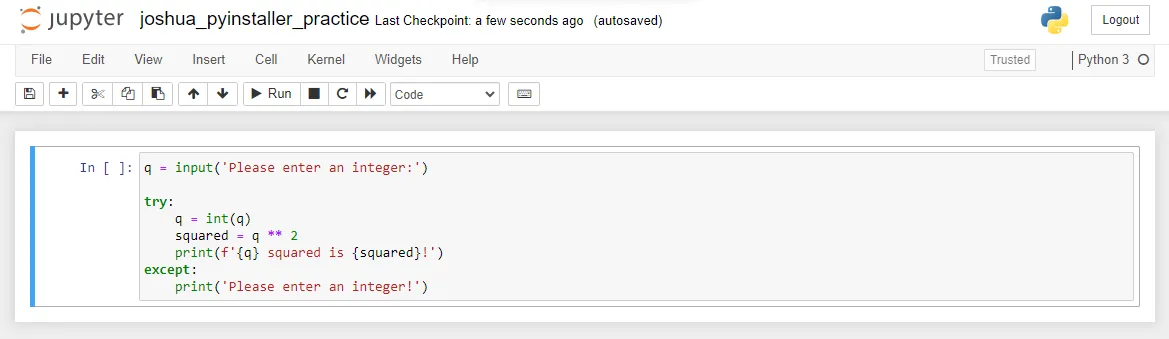 jupyter joshua_pyinstaller_practice Last Checkpoint: a few seconds ago (autosaved) Logout
File Edit View Insert Cell Kernel Widgets Help Trusted Python 3
Run Code
In [ ]: q = input('Please enter an integer:')
try:
    q = int(q)
    squared = q ** 2
    print(f'{q} squared is {squared}!')
except:
    print('Please enter an integer!')